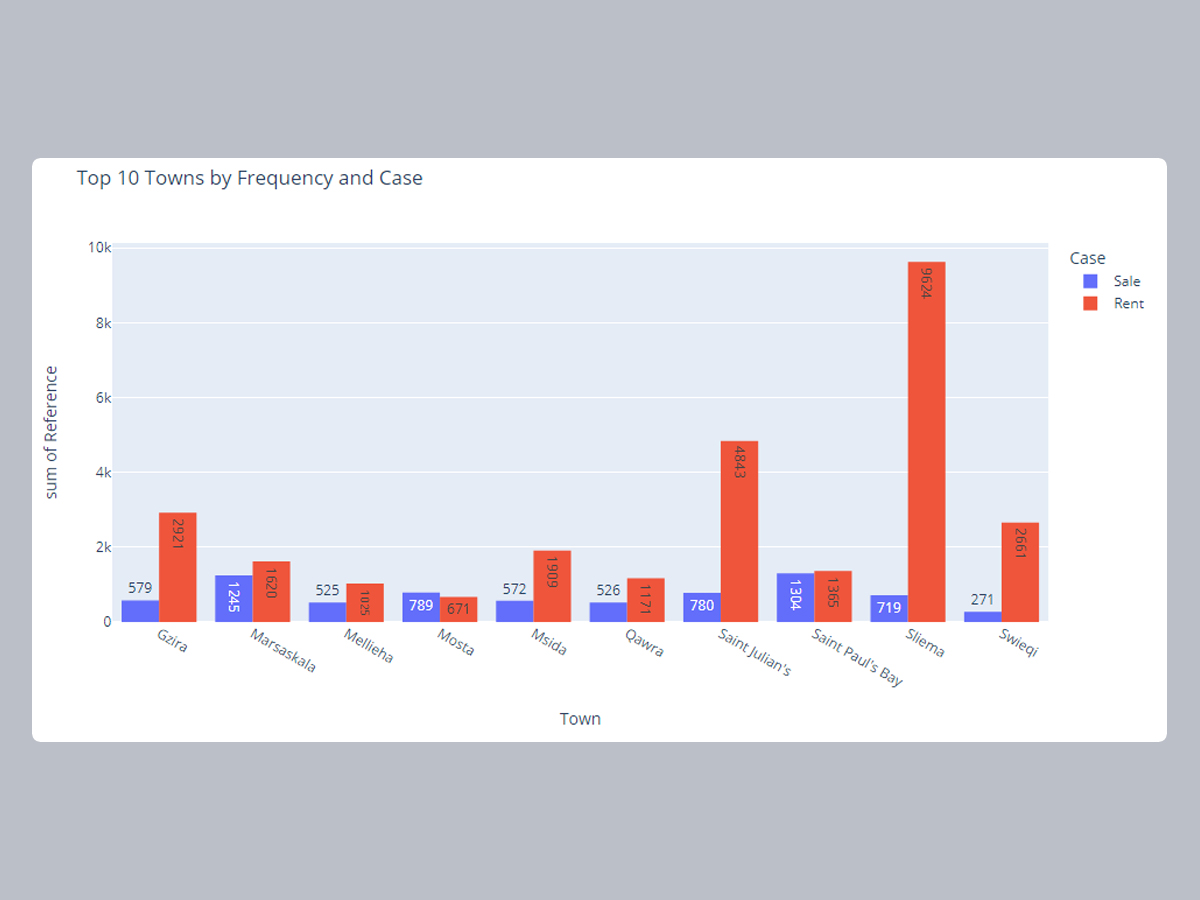 Top 10 Towns by Frequency and Case
sum of Reference
10k
8k
6k
4k
2k
0
579
2921
1245
1620
525
1025
789
671
572
1909
526
1171
780
4843
1304
1365
719
9624
271
2661
Gzira
Marsaskala
Mellieha
Mosta
Msida
Qawra
Saint Julian's
Saint Paul's Bay
Sliema
Swieqi
Town
Case
Sale
Rent